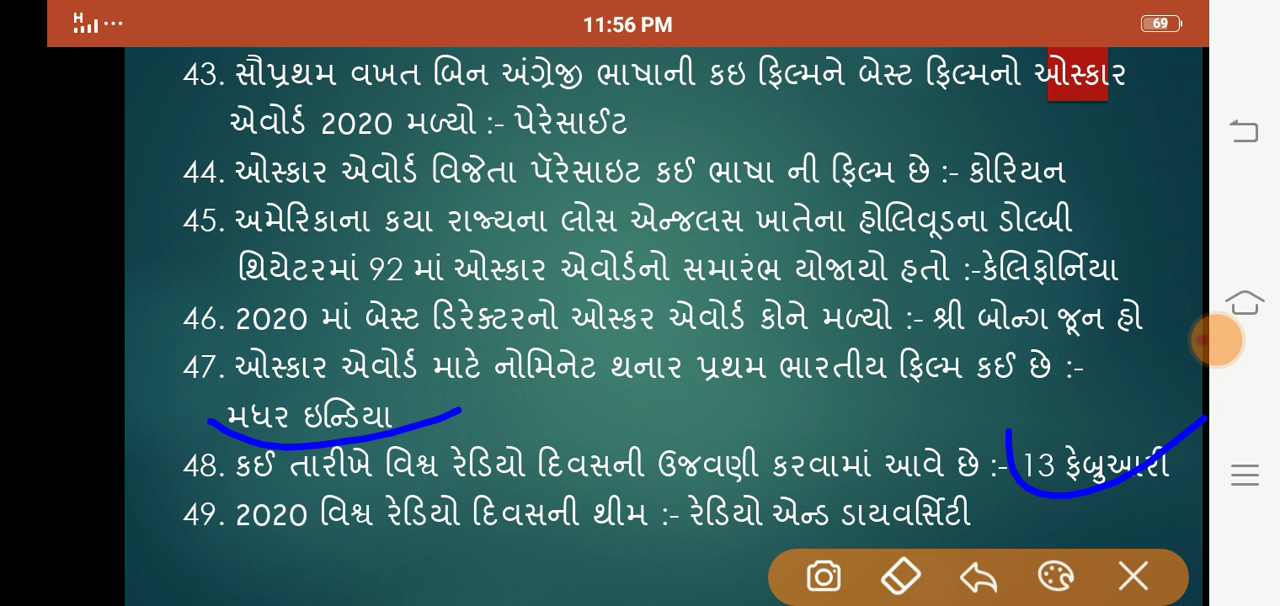 H
11:56 PM
69
43. સૌપ્રથમ વખત બિન અંગ્રેજી ભાષાની કઇ ફિલ્મને બેસ્ટ ફિલ્મનો ઓસ્કાર
એવોર્ડ 2020 મળ્યો :- પેરેસાઈટ
44. ઓસ્કાર એવોર્ડ વિજેતા પૅરેસાઇટ કઈ ભાષા ની ફિલ્મ છે :- કોરિયન
45. અમેરિકાના કયા રાજ્યના લોસ એન્જલસ ખાતેના હોલિવૂડના ડોલ્બી
થિયેટરમાં 92 માં ઓસ્કાર એવોર્ડનો સમારંભ યોજાયો હતો :-કેલિફોર્નિયા
46. 2020 માં બેસ્ટ ડિરેક્ટરનો ઓસ્કર એવોર્ડ કોને મળ્યો :- શ્રી બોન્ગ જૂન હો
47. ઓસ્કાર એવોર્ડ માટે નોમિનેટ થનાર પ્રથમ ભારતીય ફિલ્મ કઈ છે :-
મધર ઇન્ડિયા
48. કઈ તારીખે વિશ્વ રેડિયો દિવસની ઉજવણી કરવામાં આવે છે :- 13 ફેબ્રુઆરી
49. 2020 વિશ્વ રેડિયો દિવસની થીમ :- રેડિયો એન્ડ ડાયવર્સિટી